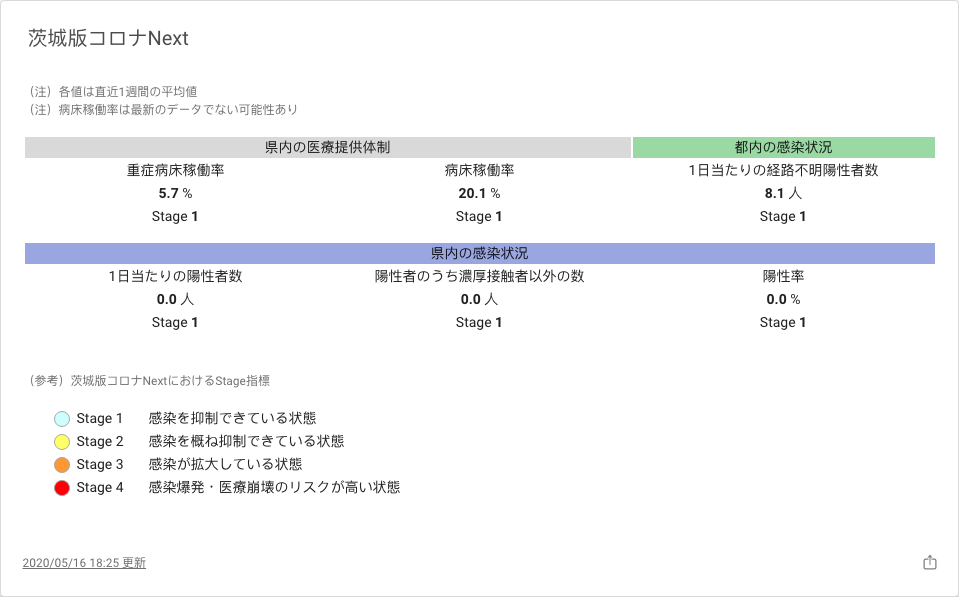 茨城版コロナNext
（注）各値は直近1週間の平均値
（注）病床稼働率は最新のデータでない可能性あり
県内の医療提供体制 都内の感染状況
重症病床稼働率 病床稼働率 1日当たりの経路不明陽性者数
5.7 % 20.1 % 8.1 人
Stage 1 Stage 1 Stage 1
県内の感染状況
1日当たりの陽性者数 陽性者のうち濃厚接触者以外の数 陽性率
0.0 人 0.0 人 0.0 %
Stage 1 Stage 1 Stage 1
（参考）茨城版コロナNextにおけるStage指標
Stage 1 感染を抑制できている状態
Stage 2 感染を概ね抑制できている状態
Stage 3 感染が拡大している状態
Stage 4 感染爆発・医療崩壊のリスクが高い状態
2020/05/16 18:25 更新